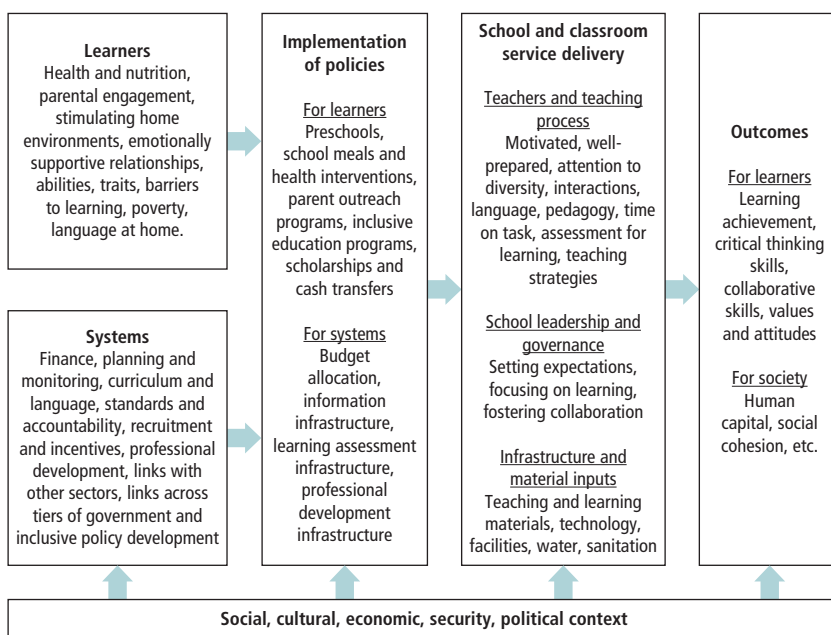 Learners
Health and nutrition,
parental engagement,
stimulating home
environments, emotionally
supportive relationships,
abilities, traits, barriers
to learning, poverty,
language at home.
Systems
Finance, planning and
monitoring, curriculum and
language, standards and
accountability, recruitment
and incentives, professional
development, links with
other sectors, links across
tiers of government and
inclusive policy development
Implementation
of policies
For learners
Preschools,
school meals and
health interventions,
parent outreach
programs, inclusive
education programs,
scholarships and
cash transfers
For systems
Budget
allocation,
information
infrastructure,
learning assessment
infrastructure,
professional
development
infrastructure
School and classroom
service delivery
Teachers and teaching
process
Motivated, well-
prepared, attention to
diversity, interactions,
language, pedagogy, time
on task, assessment for
learning, teaching
strategies
School leadership and
governance
Setting expectations,
focusing on learning,
fostering collaboration
Infrastructure and
material inputs
Teaching and learning
materials, technology,
facilities, water, sanitation
Outcomes
For learners
Learning
achievement,
critical thinking
skills,
collaborative
skills, values
and attitudes
For society
Human
capital, social
cohesion, etc.
Social, cultural, economic, security, political context